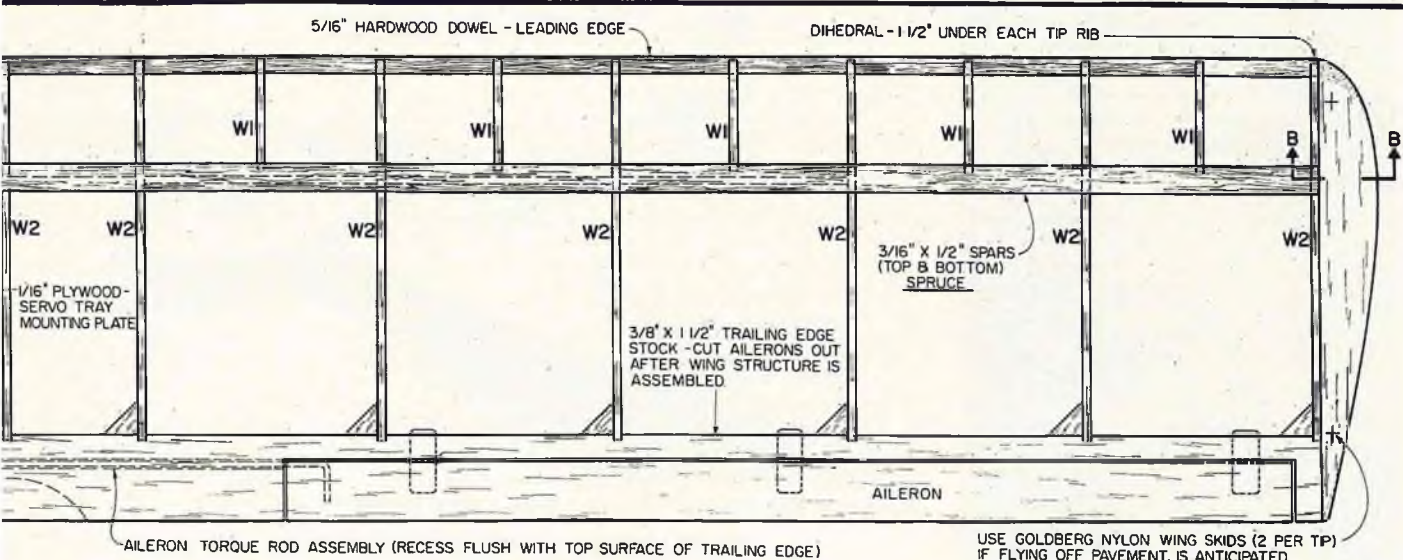 5/16" HARDWOOD DOWEL - LEADING EDGE
DIHEDRAL - 1 1/2" UNDER EACH TIP RIB
W1
W1
W1
W1
W1
B
B
W2
W2
W2
W2
W2
W2
W2
3/16" X 1/2" SPARS
(TOP & BOTTOM)
SPRUCE
1/16" PLYWOOD-
SERVO TRAY
MOUNTING PLATE
3/8" X 1 1/2" TRAILING EDGE
STOCK - CUT AILERONS OUT
AFTER WING STRUCTURE IS
ASSEMBLED.
AILERON
AILERON TORQUE ROD ASSEMBLY (RECESS FLUSH WITH TOP SURFACE OF TRAILING EDGE)
USE GOLDBERG NYLON WING SKIDS (2 PER TIP)
IF FLYING OFF PAVEMENT, IS ANTICIPATED